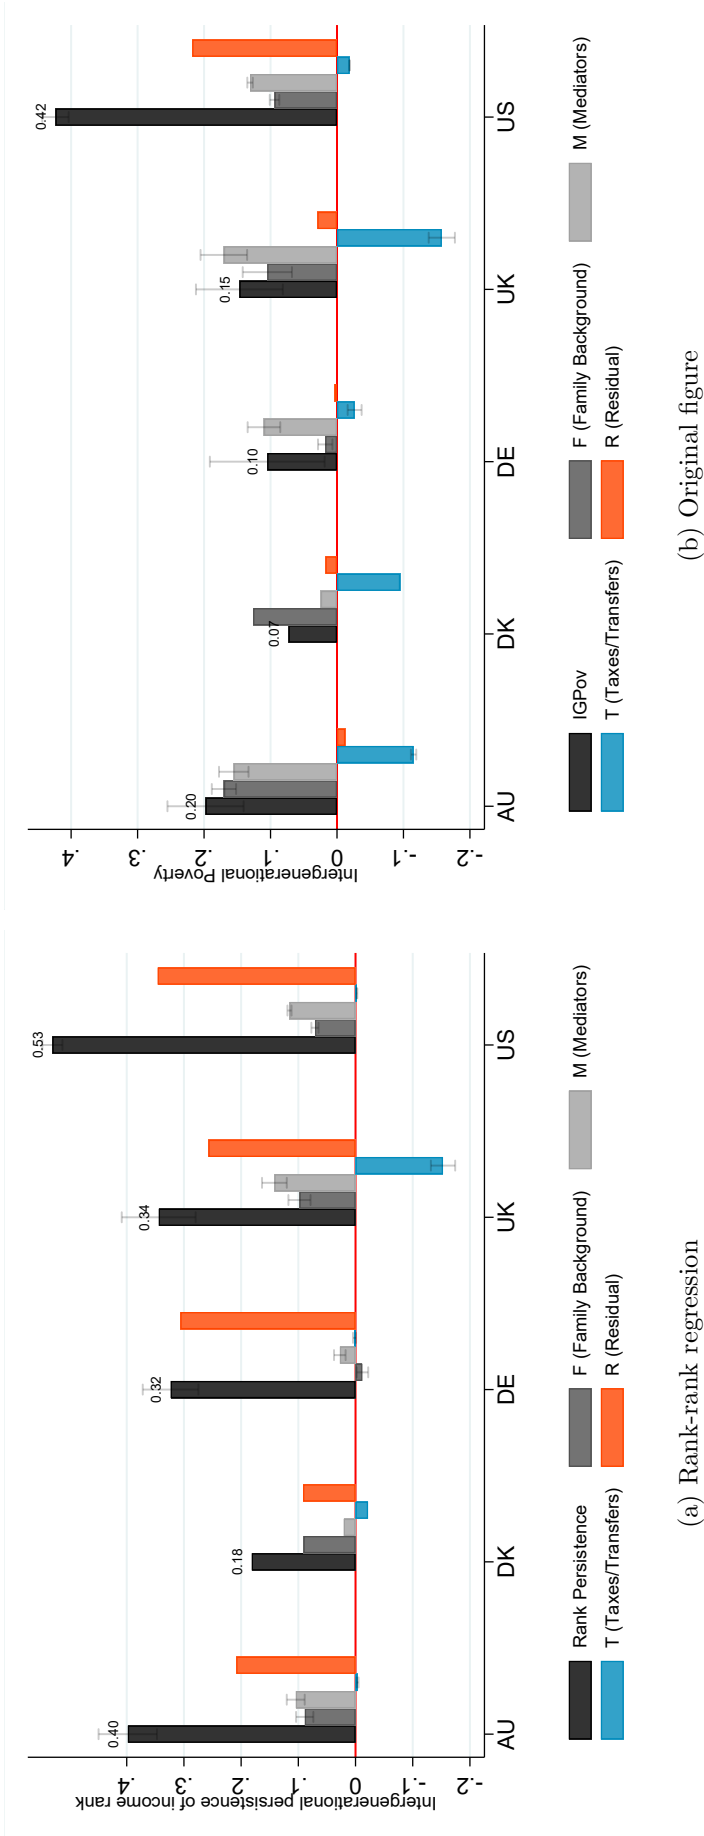 Intergenerational persistence of income rank
.4
.3
.2
.1
0
-.1
-.2
0.40
0.18
0.32
0.34
0.53
AU
DK
DE
UK
US
Rank Persistence
F (Family Background)
M (Mediators)
T (Taxes/Transfers)
R (Residual)
(a) Rank-rank regression
Intergenerational Poverty
.4
.3
.2
.1
0
-.1
-.2
0.20
0.07
0.10
0.15
0.42
AU
DK
DE
UK
US
IGPov
F (Family Background)
M (Mediators)
T (Taxes/Transfers)
R (Residual)
(b) Original figure